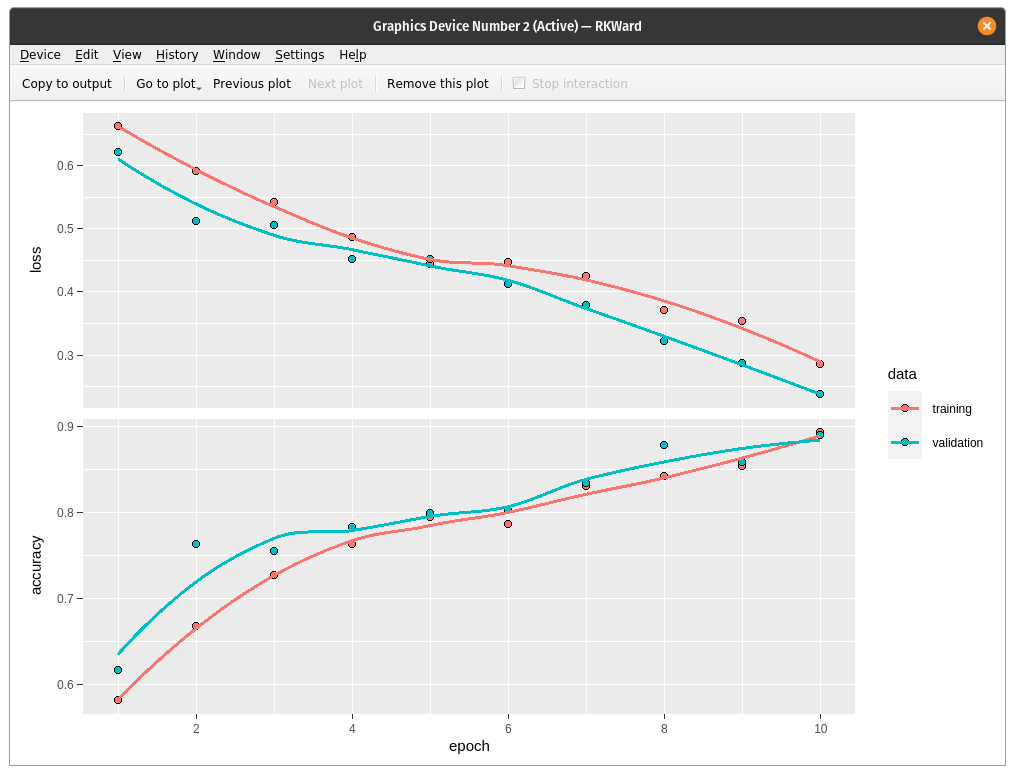 Graphics Device Number 2 (Active) — RKWard
Device Edit View History Window Settings Help
Copy to output Go to plot Previous plot Next plot Remove this plot Stop interaction
0.6
0.5
0.4
0.3
loss
0.9
0.8
0.7
0.6
accuracy
2 4 6 8 10
epoch
data
training
validation